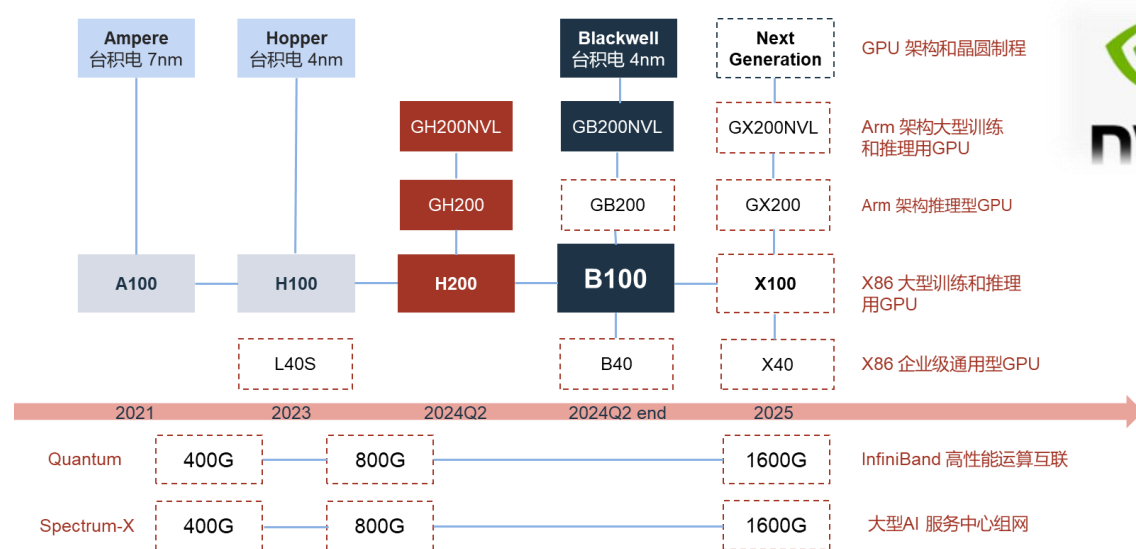 Ampere
台积电 7nm
Hopper
台积电 4nm
Blackwell
台积电 4nm
Next
Generation
GPU 架构和晶圆制程
GH200NVL
GB200NVL
GX200NVL
Arm 架构大型训练
和推理用GPU
GH200
GB200
GX200
Arm 架构推理型GPU
A100
H100
H200
B100
X100
X86 大型训练和推理
用GPU
L40S
B40
X40
X86 企业级通用型GPU
2021
2023
2024Q2
2024Q2 end
2025
Quantum
400G
800G
1600G
InfiniBand 高性能运算互联
Spectrum-X
400G
800G
1600G
大型AI 服务中心组网